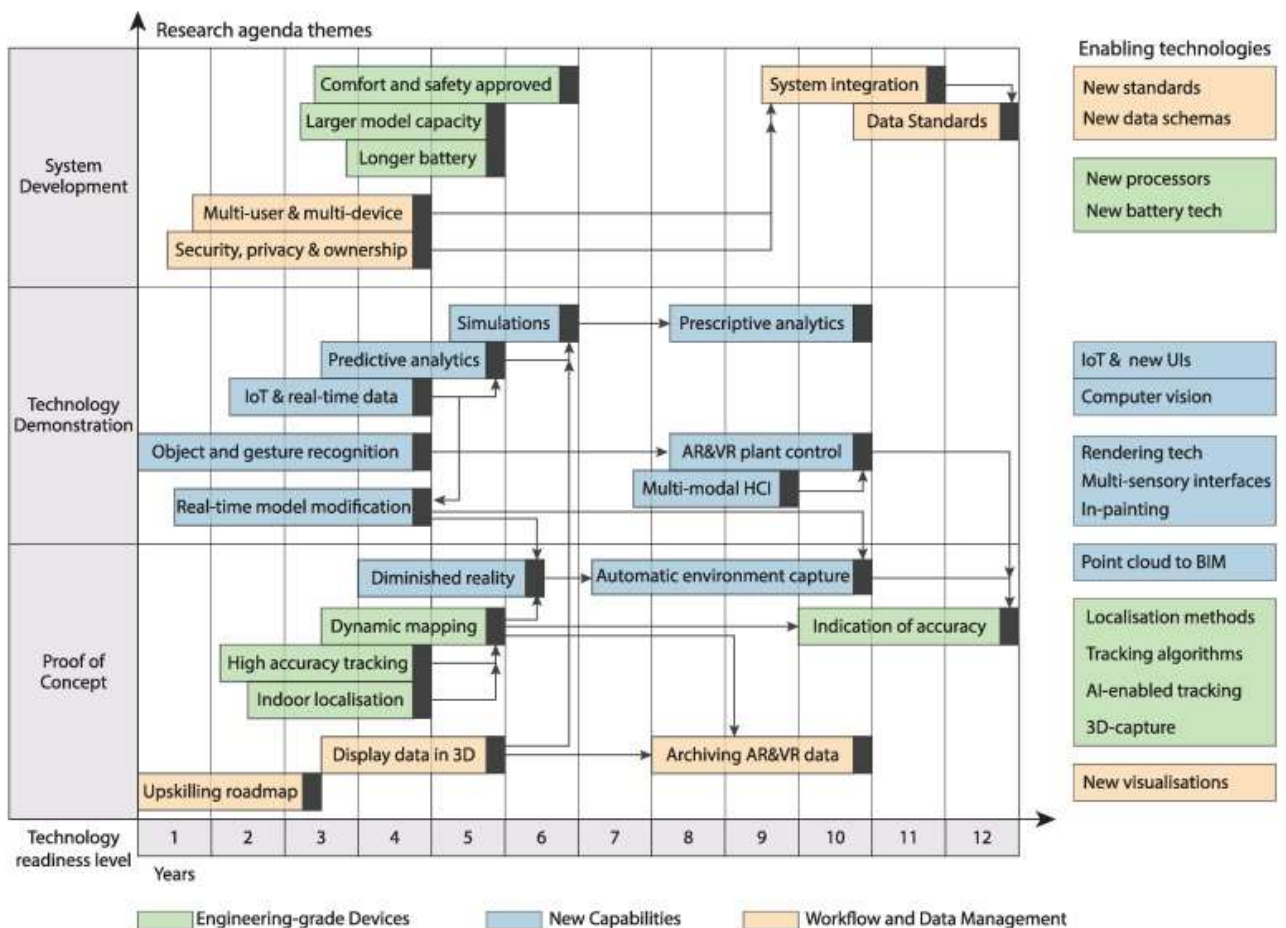 Research agenda themes
System
Development
Comfort and safety approved
Larger model capacity
Longer battery
Multi-user & multi-device
Security, privacy & ownership
System integration
Data Standards
Technology
Demonstration
Simulations
Prescriptive analytics
Predictive analytics
IoT & real-time data
Object and gesture recognition
AR&VR plant control
Multi-modal HCI
Real-time model modification
Proof of
Concept
Diminished reality
Automatic environment capture
Dynamic mapping
Indication of accuracy
High accuracy tracking
Indoor localisation
Display data in 3D
Archiving AR&VR data
Upskilling roadmap
Technology
readiness level
1 2 3 4 5 6 7 8 9 10 11 12
Years
Enabling technologies
New standards
New data schemas
New processors
New battery tech
IoT & new UIs
Computer vision
Rendering tech
Multi-sensory interfaces
In-painting
Point cloud to BIM
Localisation methods
Tracking algorithms
AI-enabled tracking
3D-capture
New visualisations
Engineering-grade Devices
New Capabilities
Workflow and Data Management